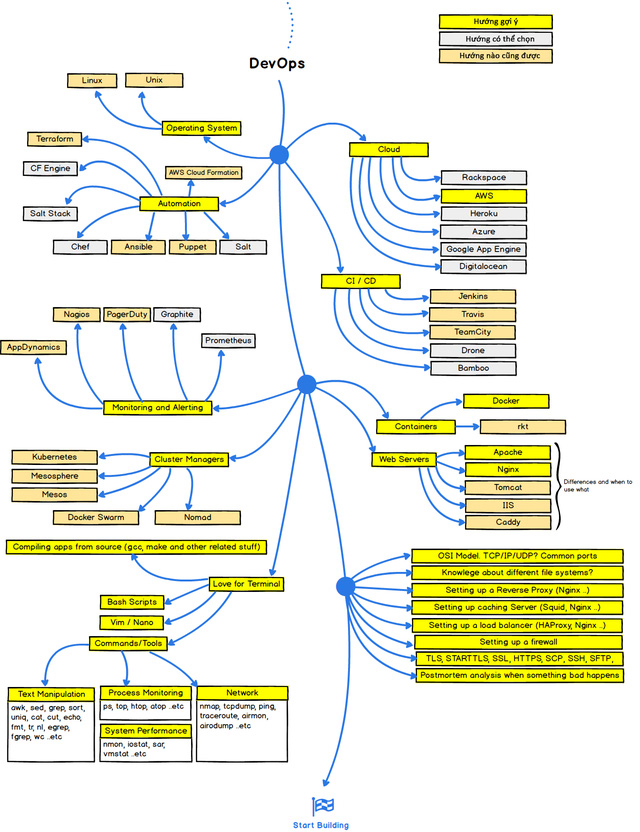 Hướng gợi ý
Hướng có thể chọn
Hướng nào cũng được
DevOps
Linux
Unix
Operating System
Terraform
CF Engine
AWS Cloud Formation
Salt Stack
Automation
Chef
Ansible
Puppet
Salt
Cloud
Rackspace
AWS
Heroku
Azure
Google App Engine
Digitalocean
CI / CD
Jenkins
Travis
TeamCity
Drone
Bamboo
Nagios
PagerDuty
Graphite
Prometheus
AppDynamics
Monitoring and Alerting
Containers
Docker
rkt
Web Servers
Apache
Nginx
Tomcat
IIS
Caddy
Differences and when to
use what
Cluster Managers
Kubernetes
Mesosphere
Mesos
Docker Swarm
Nomad
Compiling apps from source (gcc, make and other related stuff)
Love for Terminal
Bash Scripts
Vim / Nano
Commands/Tools
Text Manipulation
awk, sed, grep, sort,
uniq, cat, cut, echo,
fmt, tr, nl, egrep,
fgrep, wc ..etc
Process Monitoring
ps, top, htop, atop ..etc
System Performance
nmon, iostat, sar,
vmstat ..etc
Network
nmap, tcpdump, ping,
traceroute, airmon,
airodump ..etc
OSI Model. TCP/IP/UDP? Common ports
Knowlege about different file systems?
Setting up a Reverse Proxy (Nginx ..)
Setting up caching Server (Squid, Nginx ..)
Setting up a load balancer (HAProxy, Nginx ..)
Setting up a firewall
TLS, STARTTLS, SSL, HTTPS, SCP, SSH, SFTP,
Postmortem analysis when something bad happens
Start Building